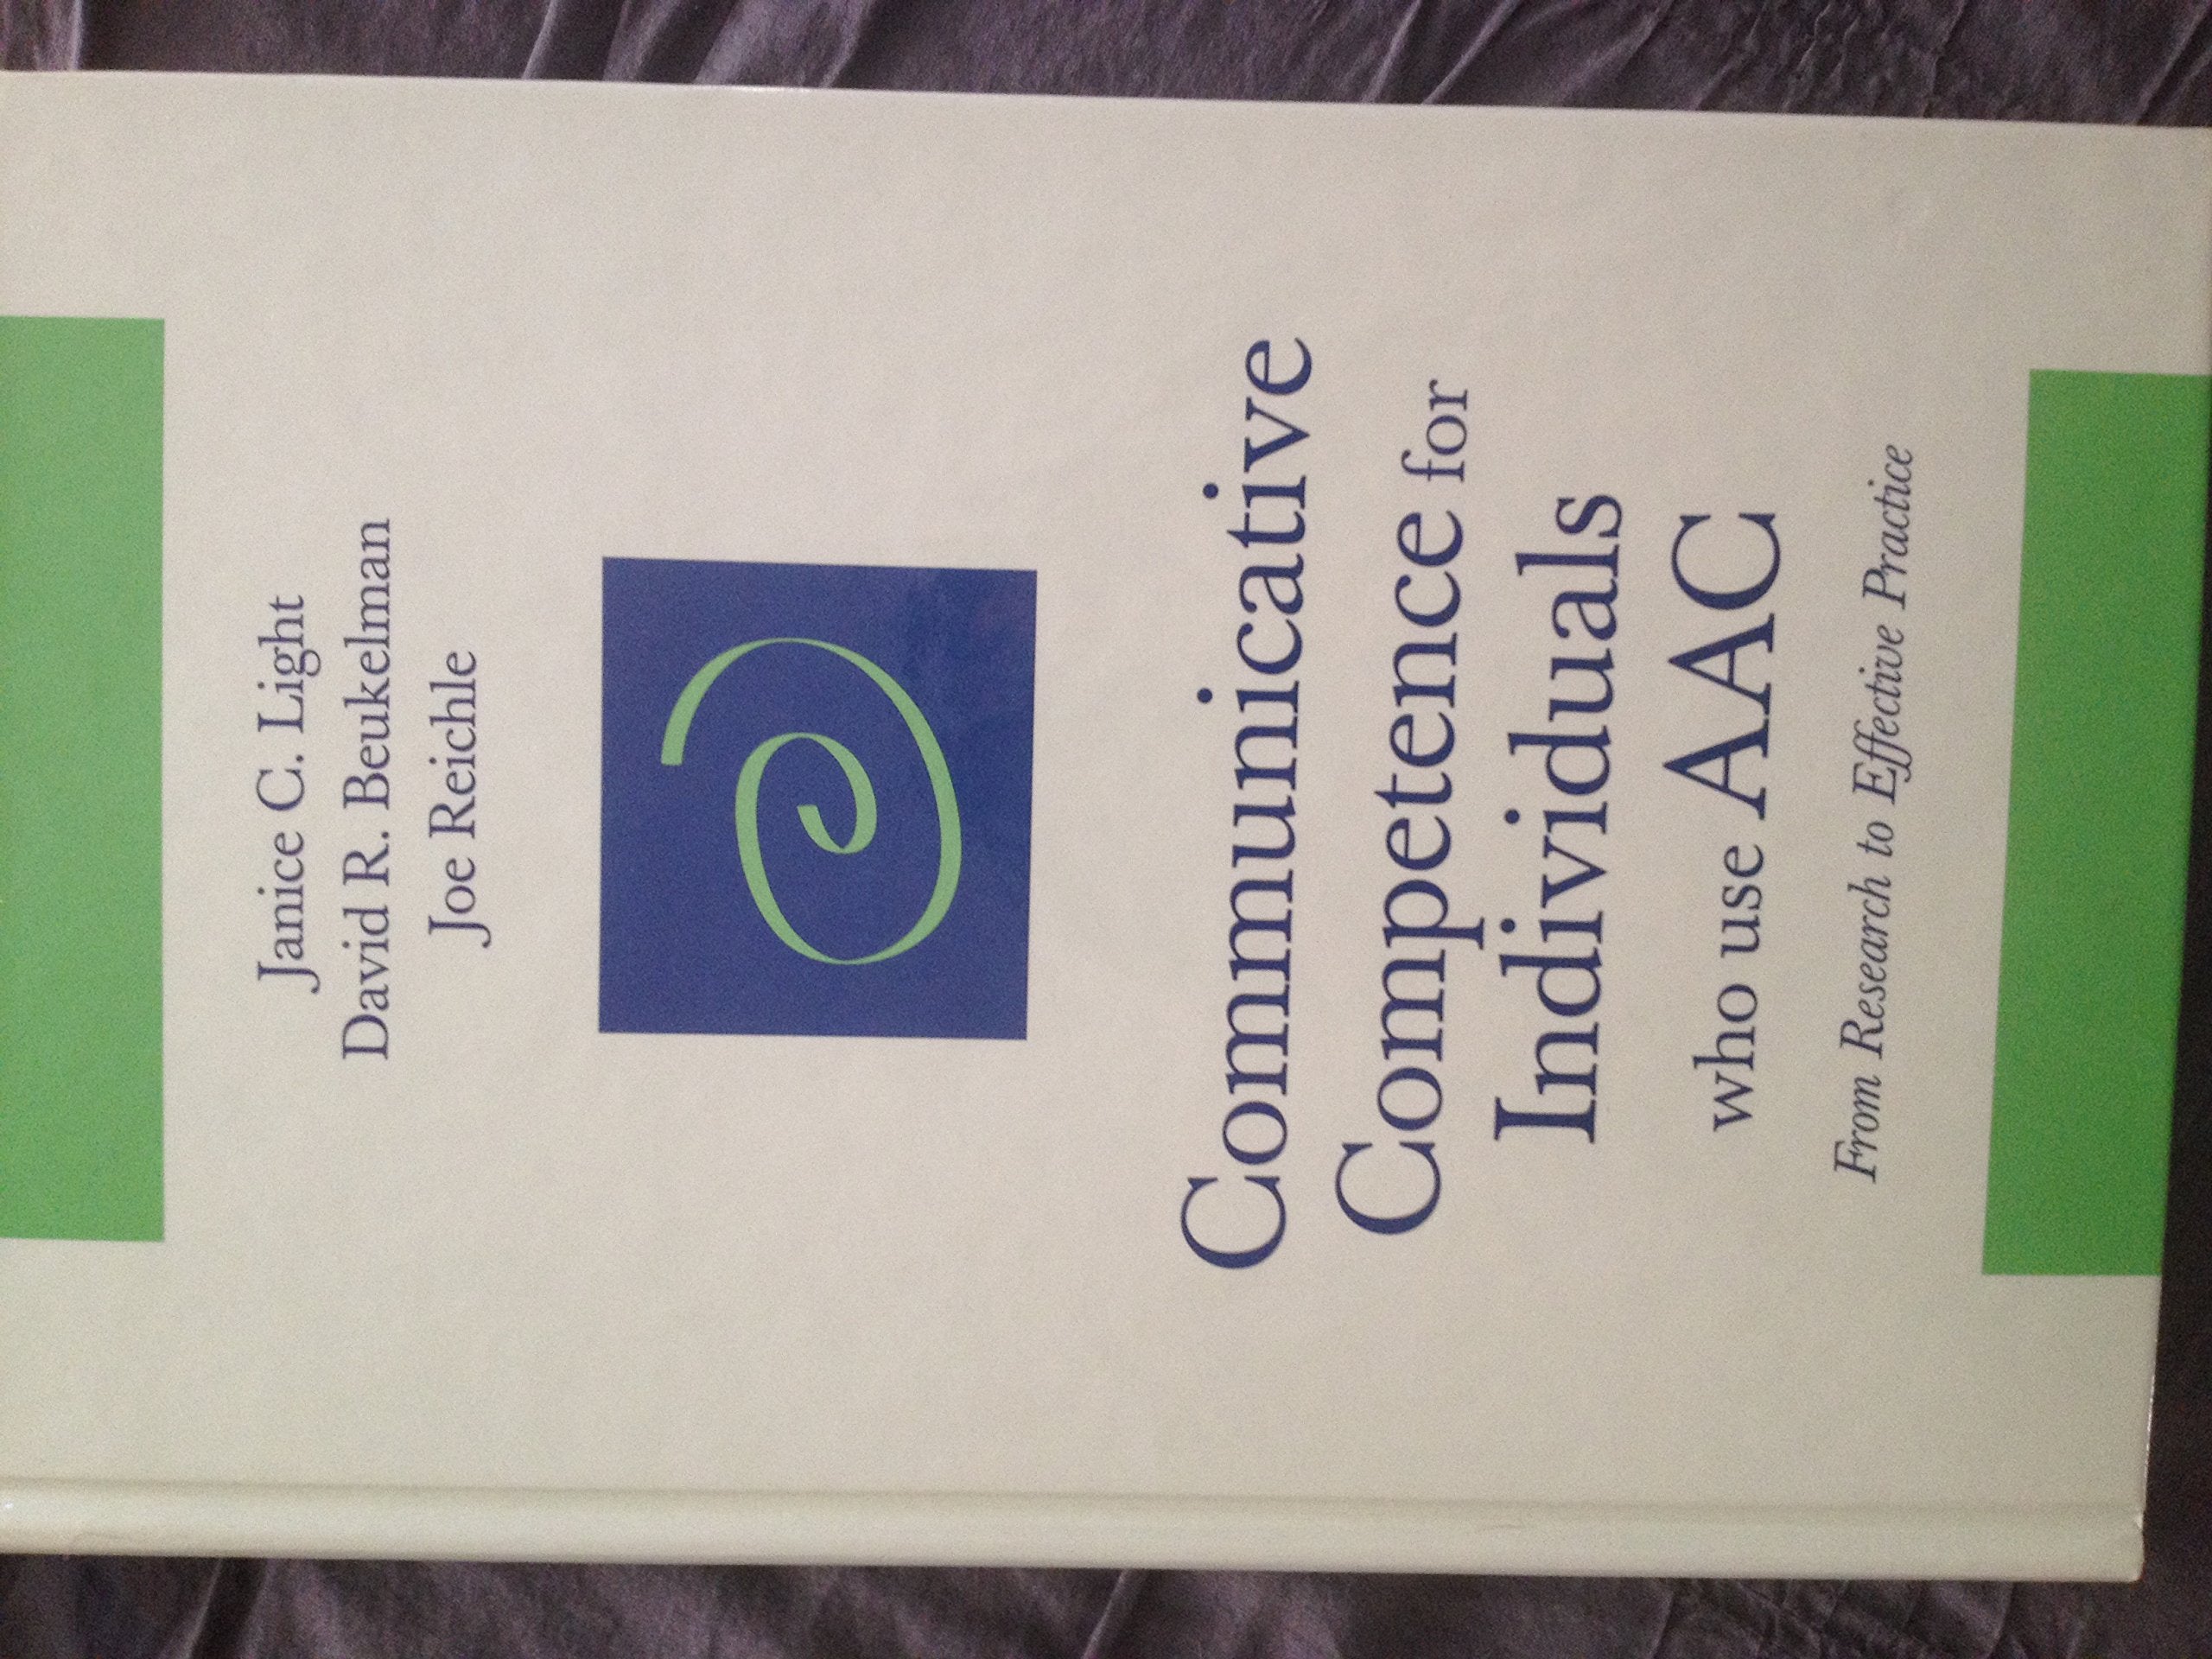 Janice C. Light
David R. Beukelman
Joe Reichle
Communicative
Competence for
Individuals
who use AAC
From Research to Effective Practice